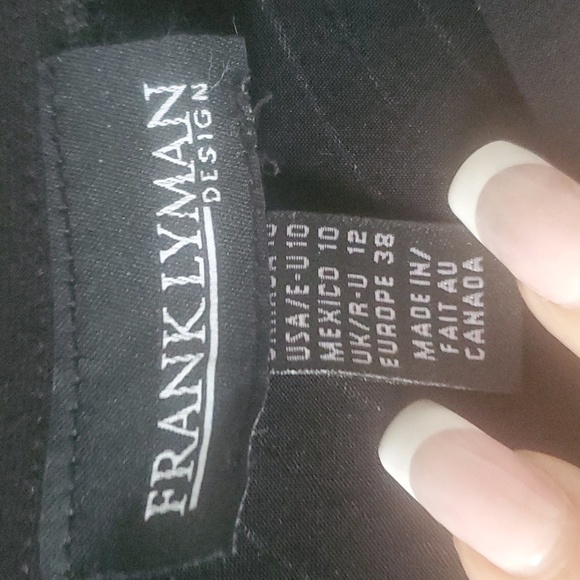 FRANK LYMAN
DESIGN
USA/E-U 10
MEXICO 10
UK/R-U 12
EUROPE 38
MADE IN/
FAIT AU
CANADA